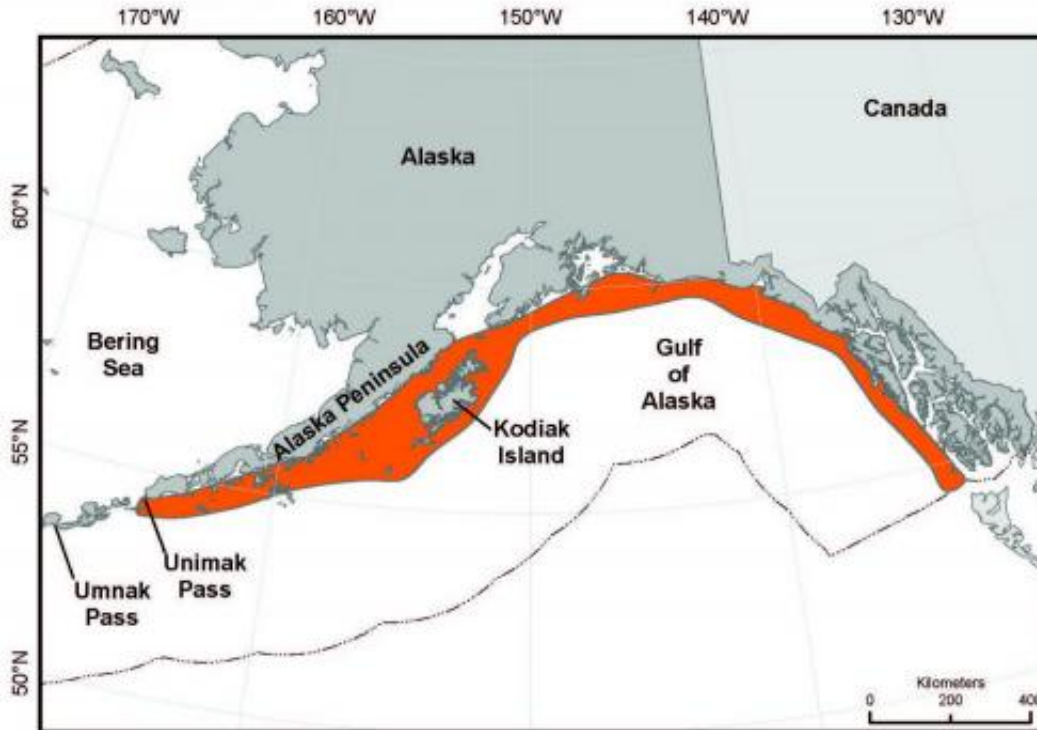 170°W 160°W 150°W 140°W 130°W
Canada
Alaska
60°N
Bering
Sea
Gulf
of
Alaska
Alaska Peninsula
Kodiak
Island
55°N
Unimak
Pass
Umnak
Pass
50°N
Kilometers
0 200 400